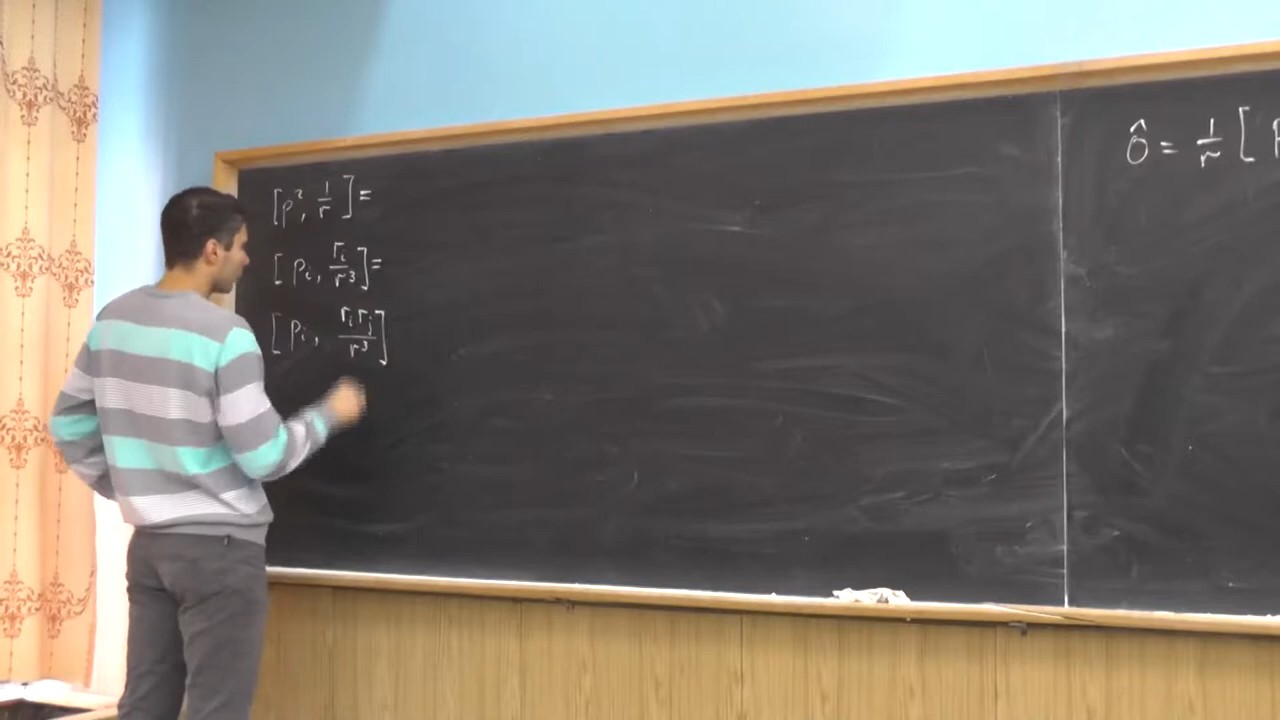 [p², 1/r] =
[pᵢ, rᵢ/r³] =
[pᵢ, rᵢrⱼ/r³]
ô = 1/r [